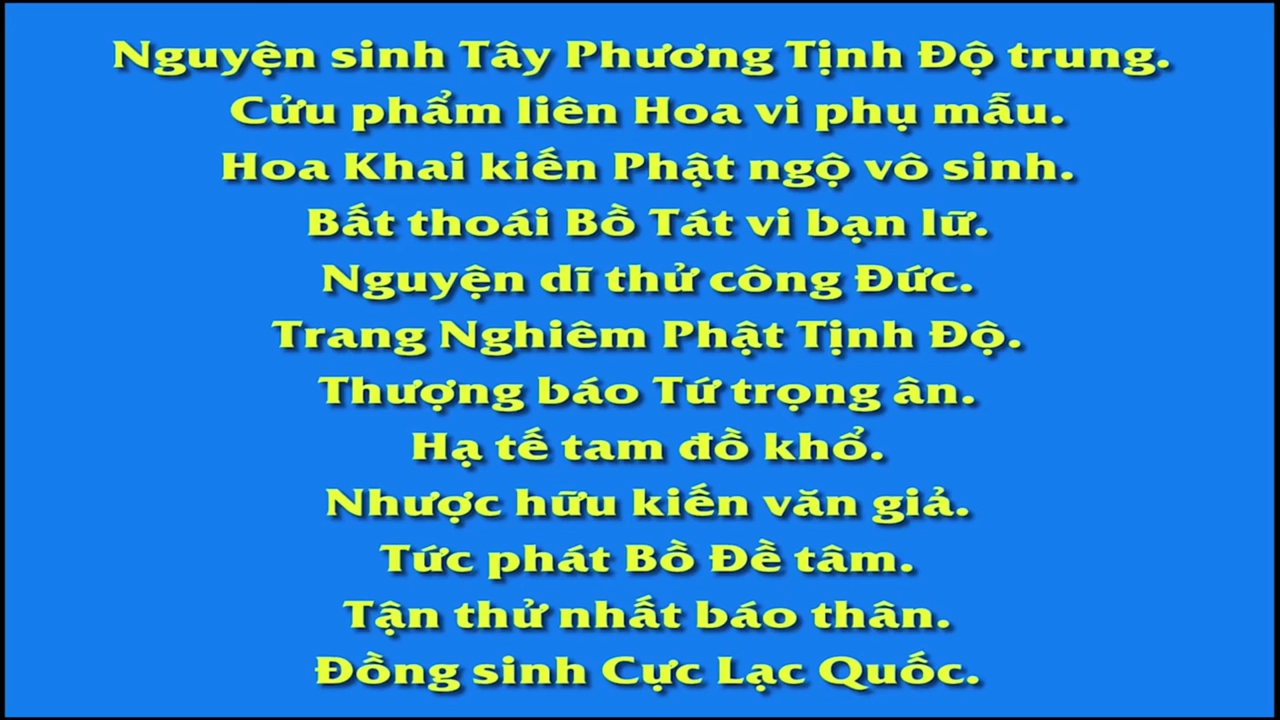 Nguyện sinh Tây Phương Tịnh Độ trung.
Cửu phẩm liên Hoa vi phụ mẫu.
Hoa Khai kiến Phật ngộ vô sinh.
Bất thoái Bồ Tát vi bạn lữ.
Nguyện dĩ thử công Đức.
Trang Nghiêm Phật Tịnh Độ.
Thượng báo Tứ trọng ân.
Hạ tế tam đồ khổ.
Nhược hữu kiến văn giả.
Tức phát Bồ Đề tâm.
Tận thử nhất báo thân.
Đồng sinh Cực Lạc Quốc.